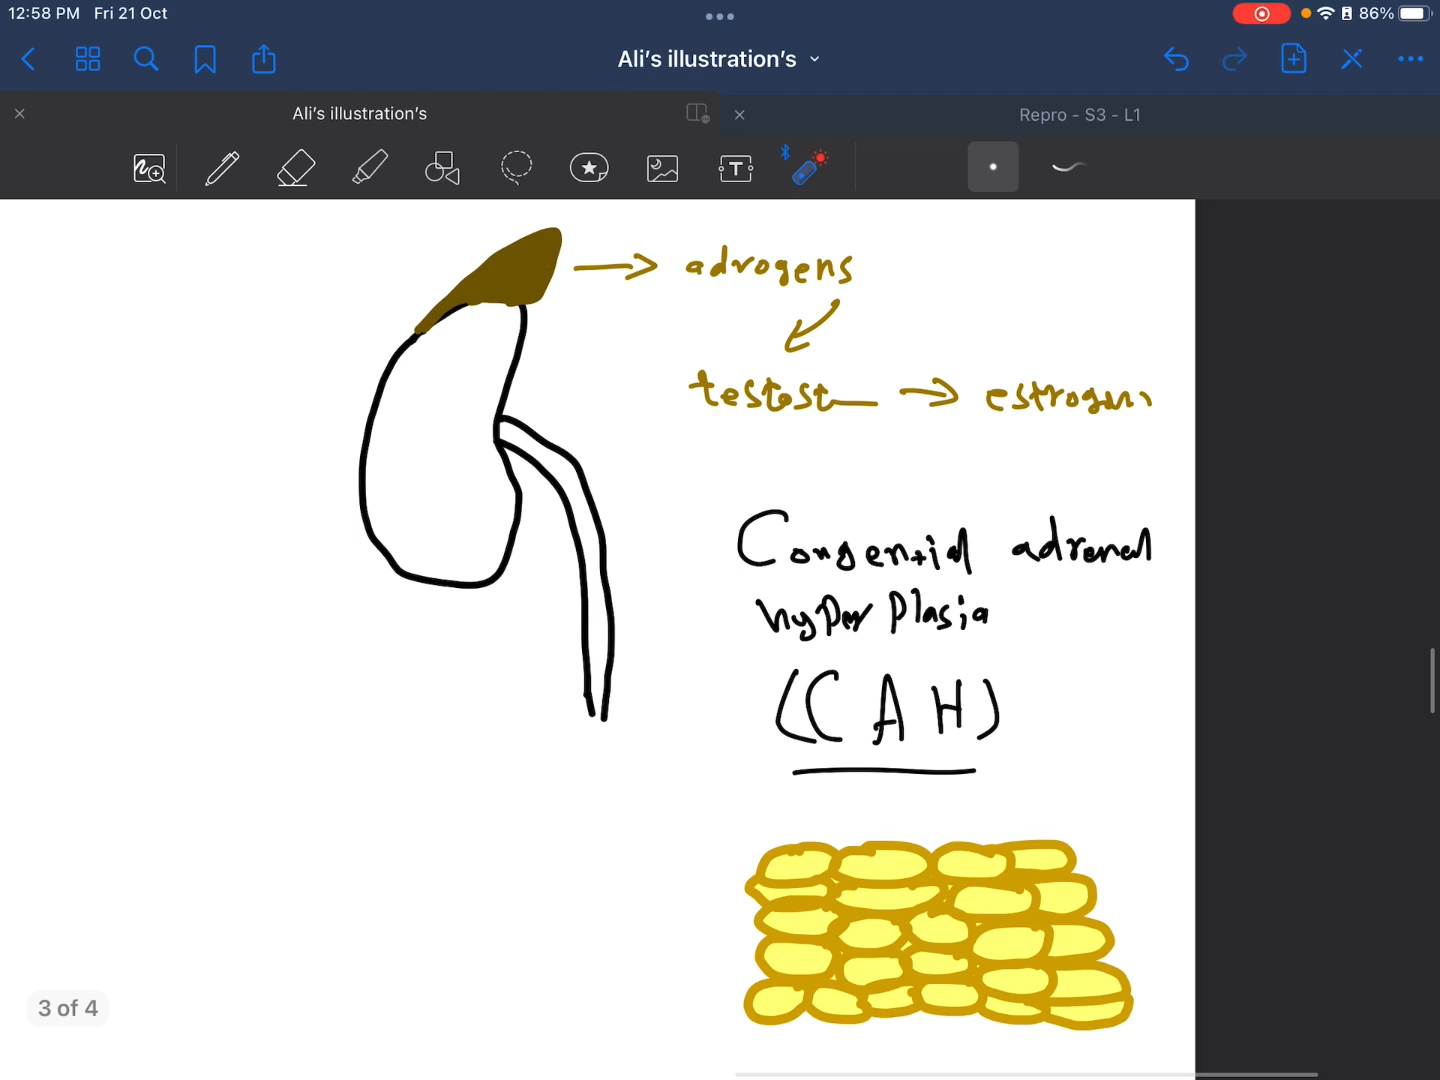 12:58 PM Fri 21 Oct
86%
Ali's illustration's
Ali's illustration's
Repro - S3 - L1
T
adrogens
testost
estrogens
Congential adrenal
hyper plasia
(CAH)
3 of 4